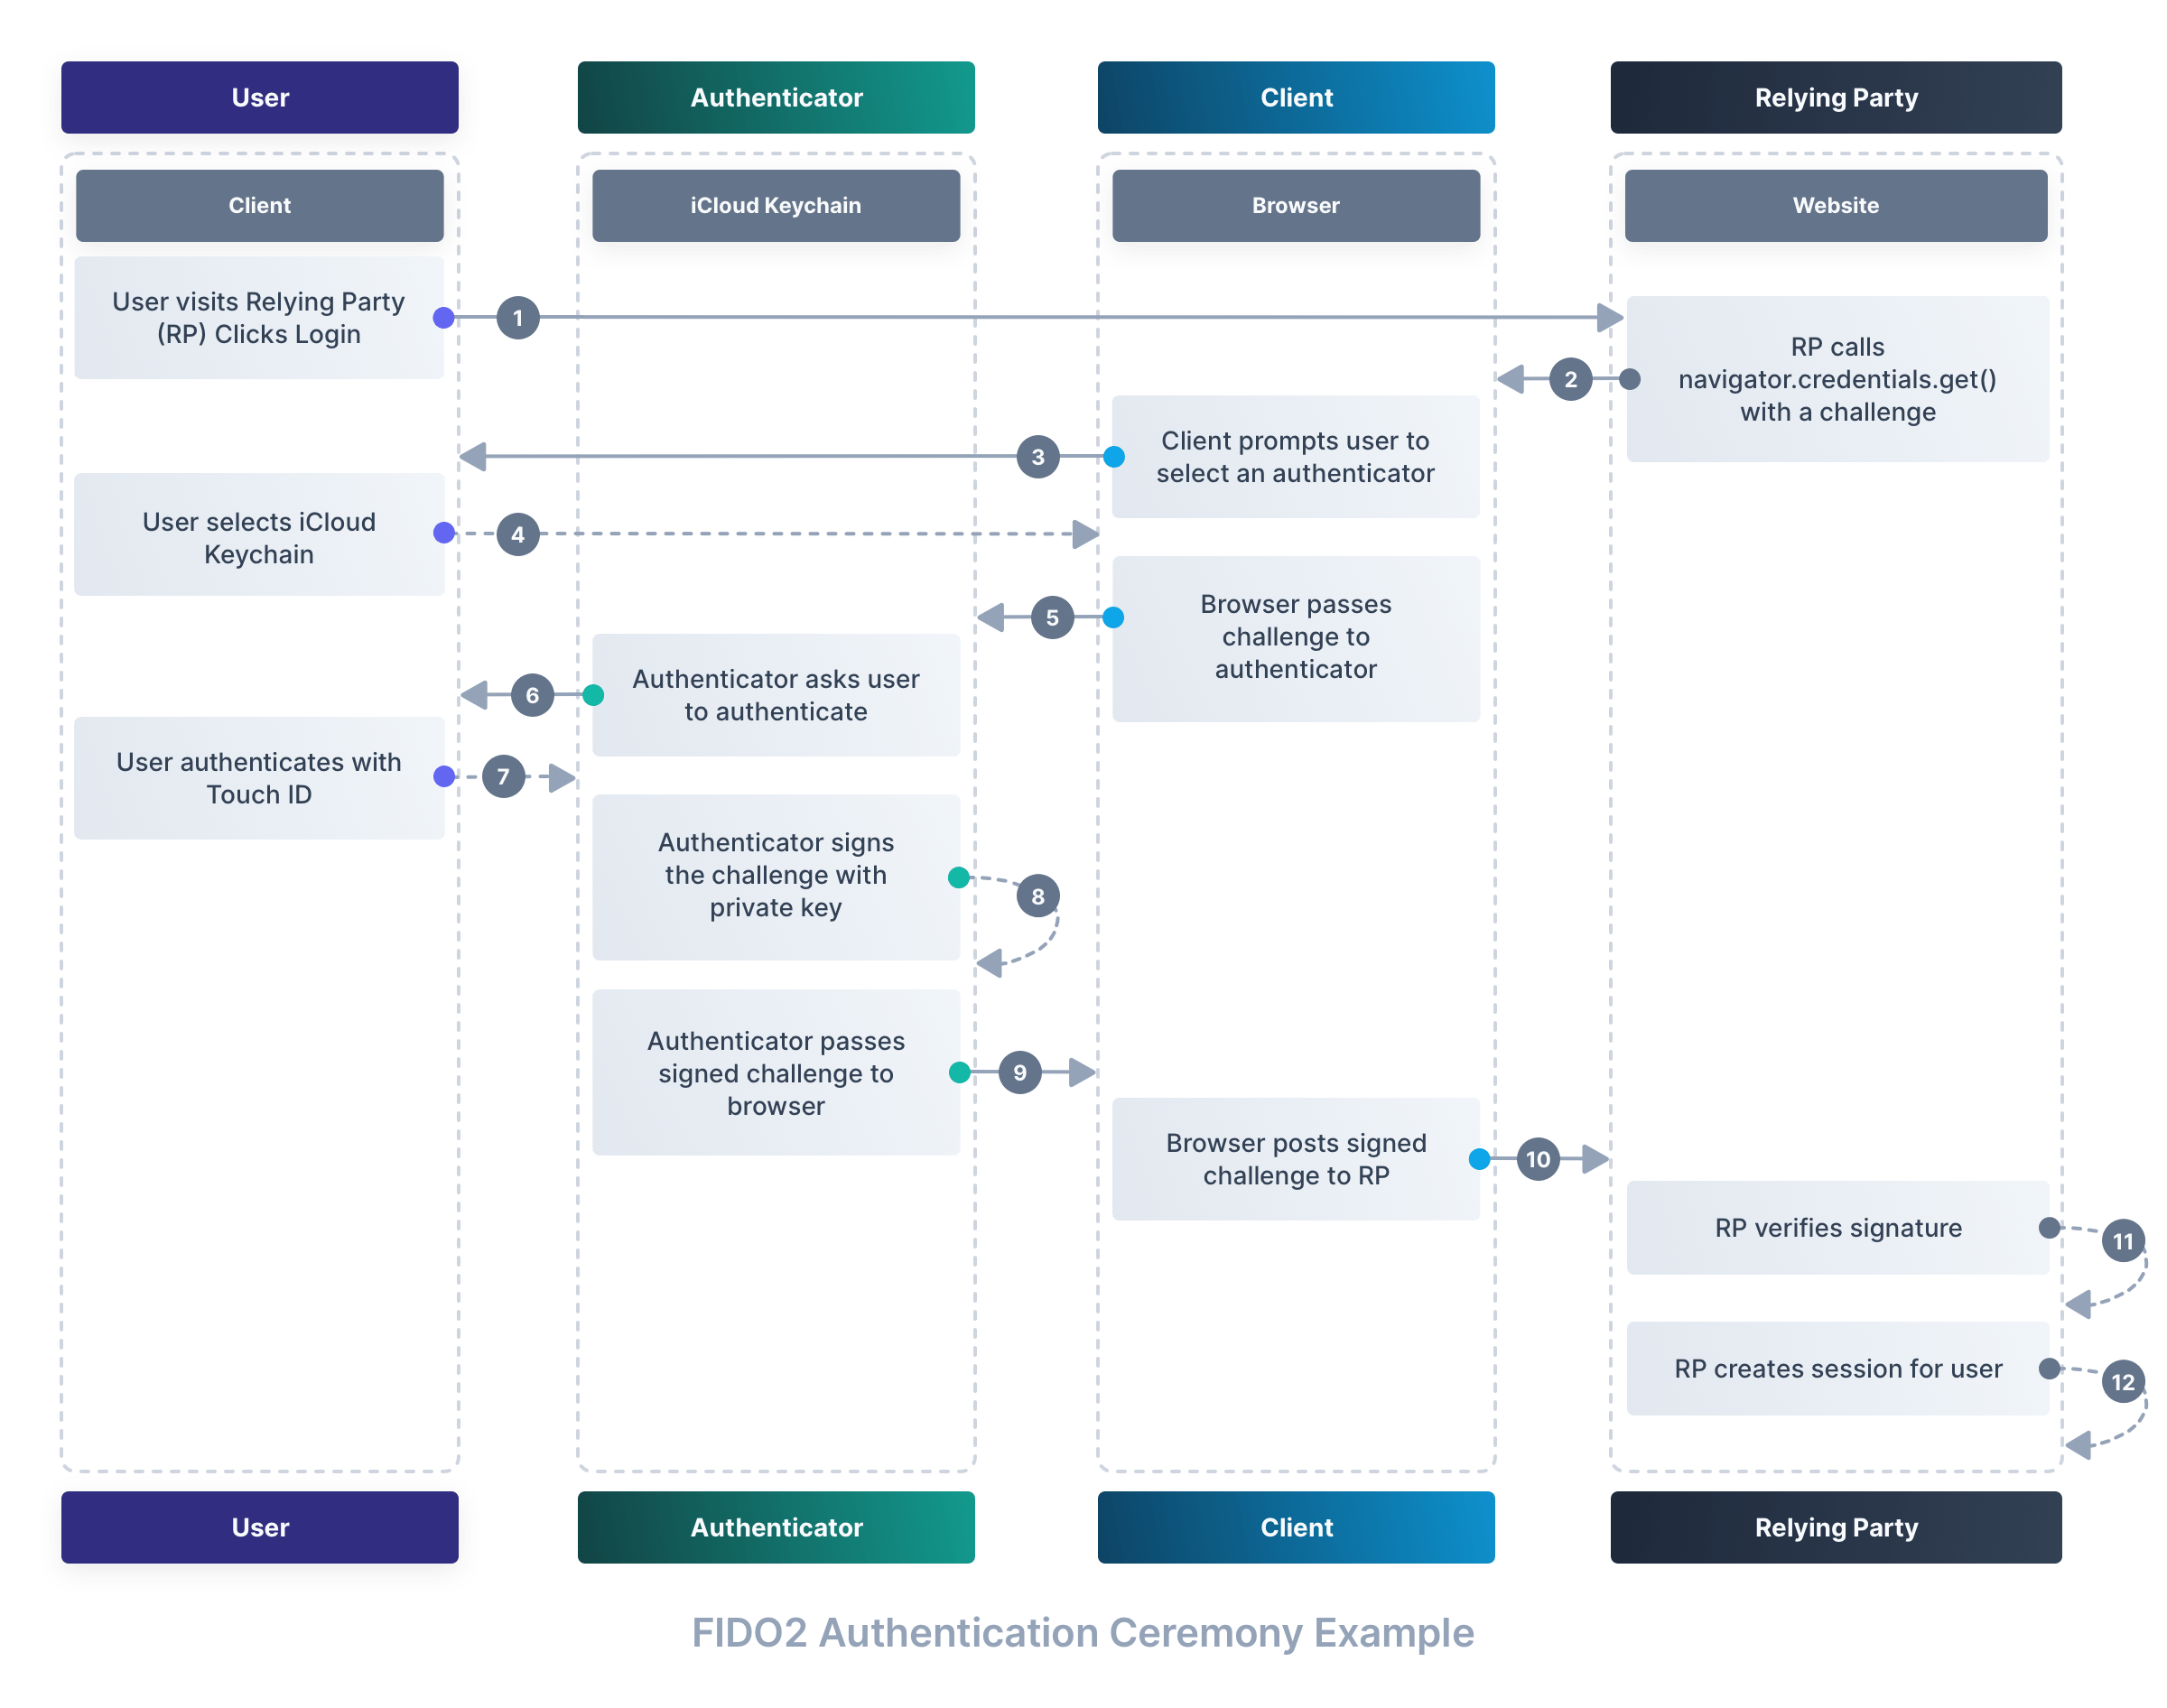 User
Authenticator
Client
Relying Party
Client
iCloud Keychain
Browser
Website
User visits Relying Party
(RP) Clicks Login
1
RP calls
navigator.credentials.get()
with a challenge
2
Client prompts user to
select an authenticator
3
User selects iCloud
Keychain
4
Browser passes
challenge to
authenticator
5
Authenticator asks user
to authenticate
6
User authenticates with
Touch ID
7
Authenticator signs
the challenge with
private key
8
Authenticator passes
signed challenge to
browser
9
Browser posts signed
challenge to RP
10
RP verifies signature
11
RP creates session for user
12
User
Authenticator
Client
Relying Party
FIDO2 Authentication Ceremony Example